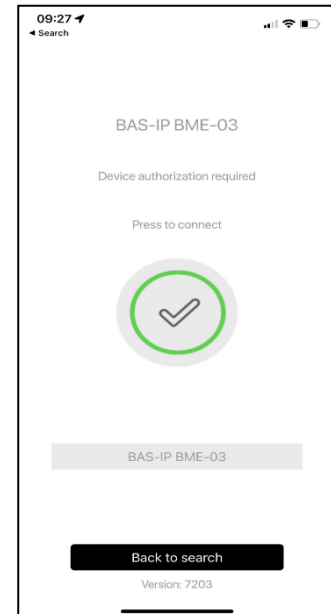 09:27
◀ Search
BAS-IP BME-03
Device authorization required
Press to connect
BAS-IP BME-03
Back to search
Version: 7203